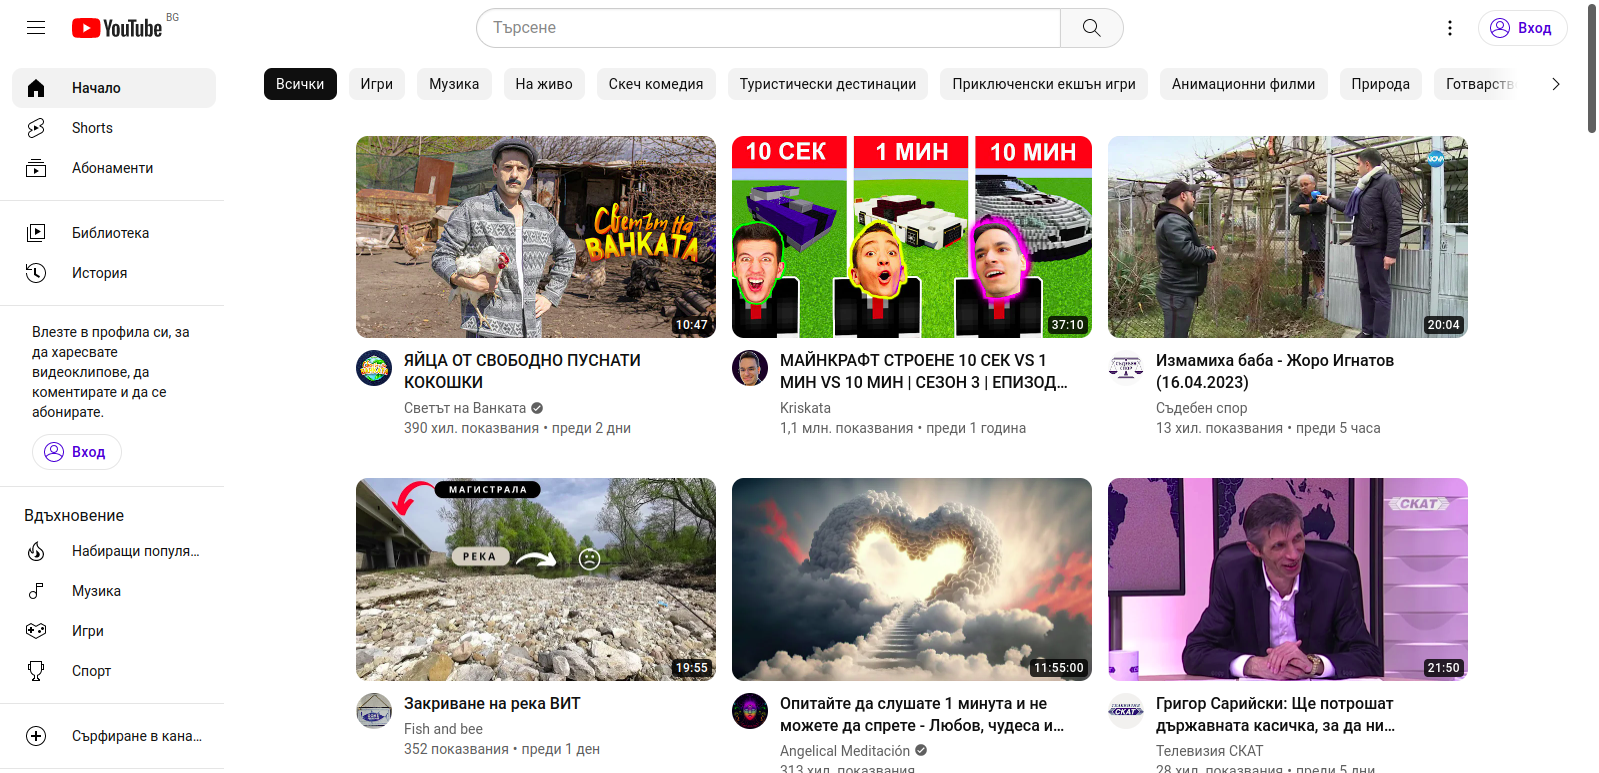 YouTube BG
Търсене
Вход
Начало
Shorts
Абонаменти
Библиотека
История
Влезте в профила си, за
да харесвате
видеоклипове, да
коментирате и да се
абонирате.
Вход
Вдъхновение
Набиращи популя...
Музика
Игри
Спорт
Сърфиране в кана...
Всички
Игри
Музика
На живо
Скеч комедия
Туристически дестинации
Приключенски екшън игри
Анимационни филми
Природа
Готварств
Светът на
ВАНКАТА
10:47
ЯЙЦА ОТ СВОБОДНО ПУСНАТИ
КОКОШКИ
Светът на Ванката
390 хил. показвания • преди 2 дни
10 СЕК
1 МИН
10 МИН
37:10
МАЙНКРАФТ СТРОЕНЕ 10 СЕК VS 1
МИН VS 10 МИН | СЕЗОН 3 | ЕПИЗОД...
Kriskata
1,1 млн. показвания • преди 1 година
NOVA
20:04
Измамиха баба - Жоро Игнатов
(16.04.2023)
Съдебен спор
13 хил. показвания • преди 5 часа
МАГИСТРАЛА
РЕКА
19:55
Закриване на река ВИТ
Fish and bee
352 показвания • преди 1 ден
11:55:00
Опитайте да слушате 1 минута и не
можете да спрете - Любов, чудеса и...
Angelical Meditación
313 хил. показвания
СКАТ
21:50
СКАТ
Григор Сарийски: Ще потрошат
държавната касичка, за да ни...
Телевизия СКАТ
28 хил. показвания • преди 5 дни